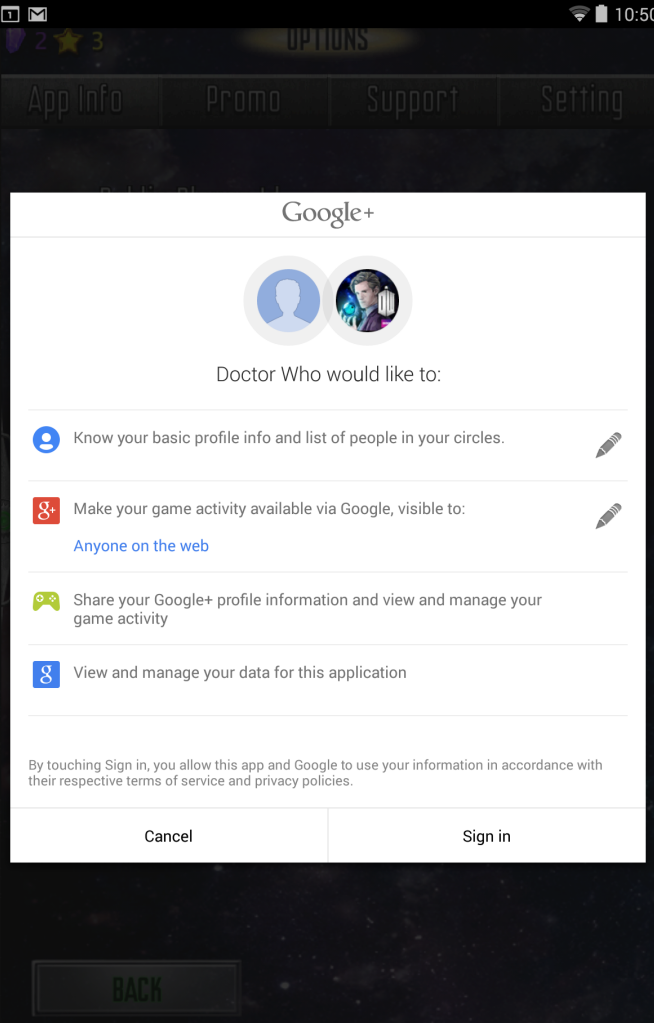 1
10:50
2 3
OPTIONS
App Info Promo Support Setting
Google+
Doctor Who would like to:
Know your basic profile info and list of people in your circles.
g+ Make your game activity available via Google, visible to:
Anyone on the web
Share your Google+ profile information and view and manage your
game activity
g View and manage your data for this application
By touching Sign in, you allow this app and Google to use your information in accordance with
their respective terms of service and privacy policies.
Cancel Sign in
BACK